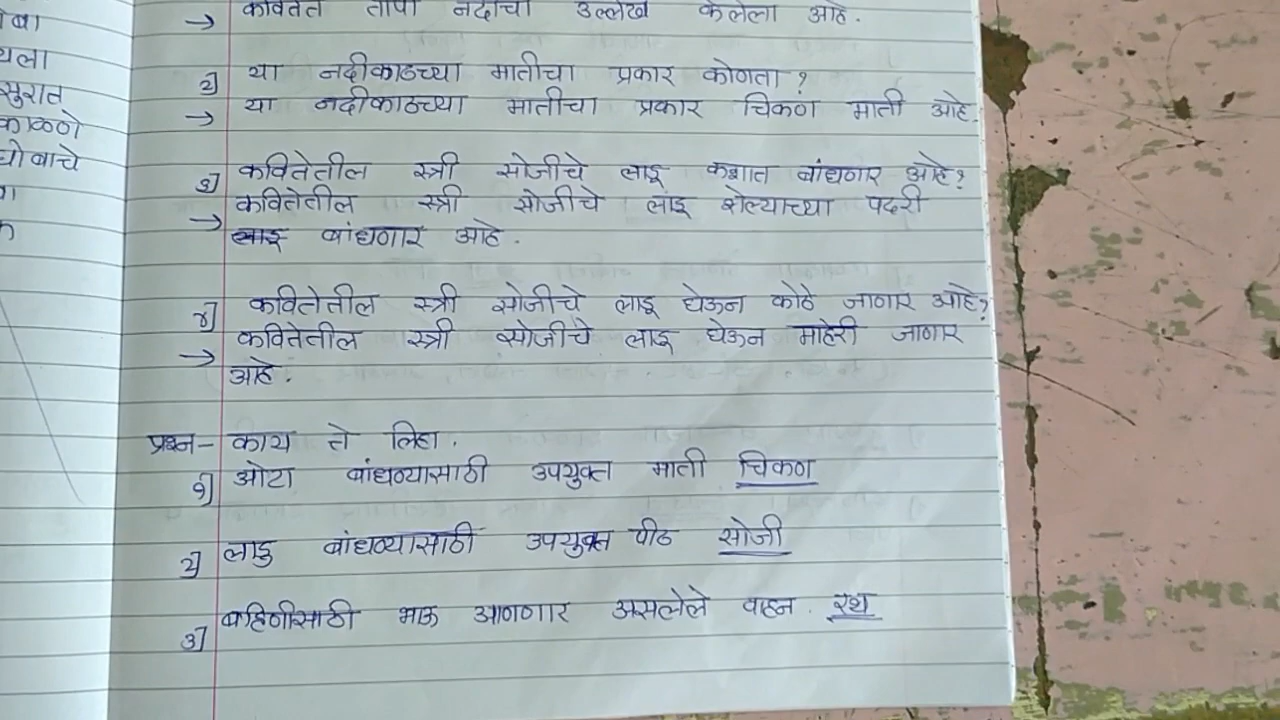 बा
यला
सुरात
काळणे
घोबाचे
→ कवितेत तापी नदीचा उल्लेख केलेला आहे.
२] या नदीकाठच्या मातीचा प्रकार कोणता?
→ या नदीकाठच्या मातीचा प्रकार चिकण माती आहे.
३] कवितेतील स्त्री सोजीचे लाडू कशात बांधणार आहे?
→ कवितेतील स्त्री सोजीचे लाडू शेल्याच्या पदरी
बांधणार आहे.
४] कवितेतील स्त्री सोजीचे लाडू घेऊन कोठे जाणार आहे?
→ कवितेतील स्त्री सोजीचे लाडू घेऊन माहेरी जाणार
आहे.
प्रश्न- काय ते लिहा.
१] ओटा बांधण्यासाठी उपयुक्त माती चिकण
२] लाडु बांधण्यासाठी उपयुक्त पीठ सोजी
३] बहिणीसाठी भाऊ आणणार असलेले वाहन. रथ